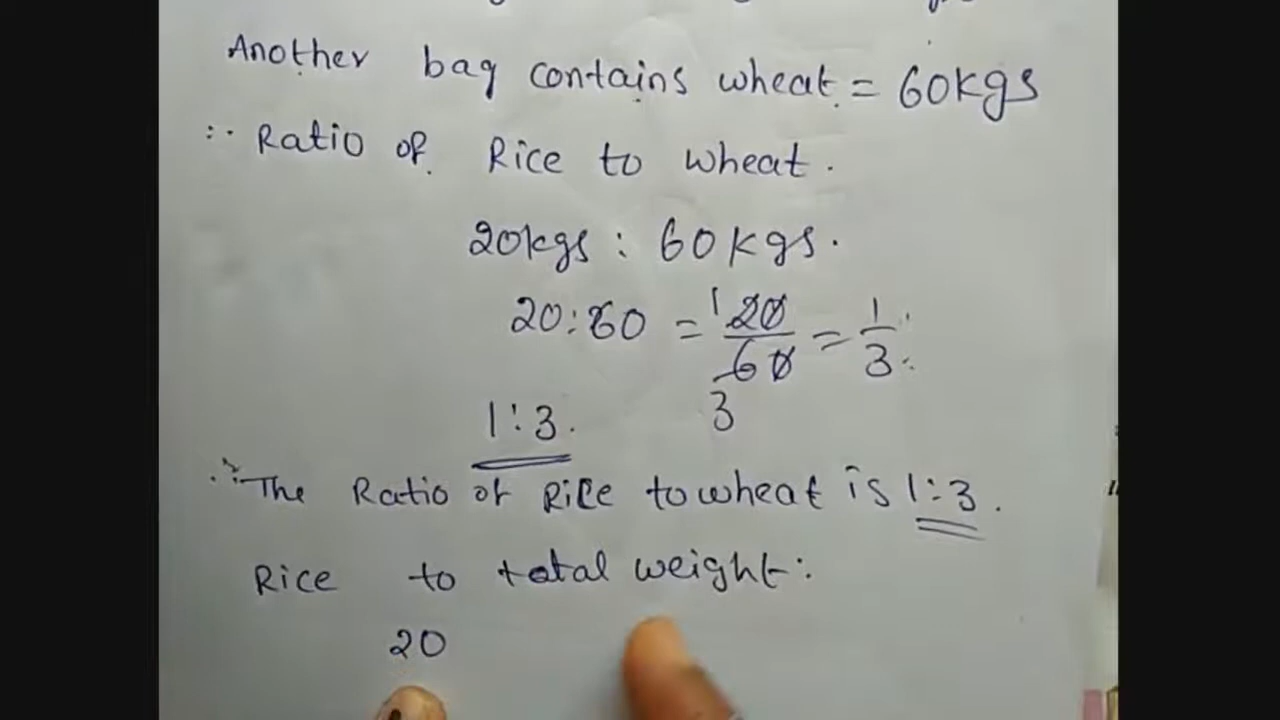 Another bag contains wheat = 60kgs
∴ Ratio of Rice to wheat.
20kgs : 60kgs.
20:60 = 1 20/60 3 = 1/3
1:3.
∴ The Ratio of Rice to wheat is 1:3.
Rice to total weight:
20